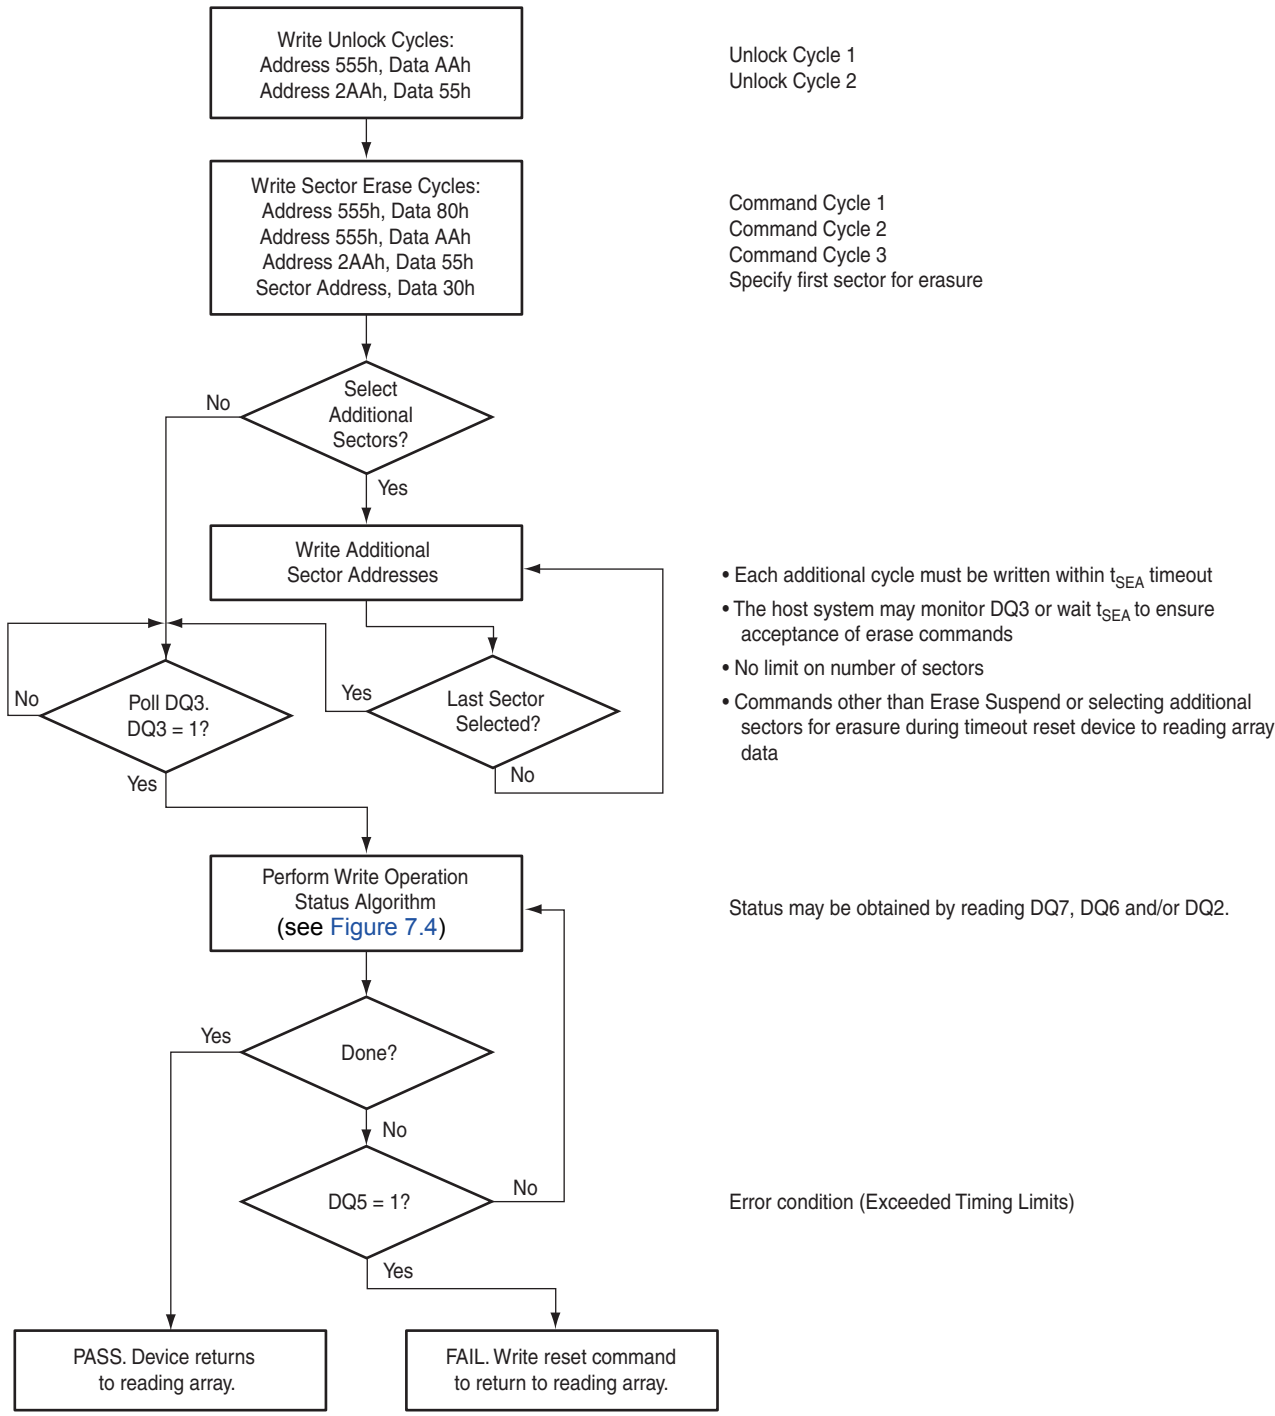 Write Unlock Cycles:
Address 555h, Data AAh
Address 2AAh, Data 55h
Unlock Cycle 1
Unlock Cycle 2
Write Sector Erase Cycles:
Address 555h, Data 80h
Address 555h, Data AAh
Address 2AAh, Data 55h
Sector Address, Data 30h
Command Cycle 1
Command Cycle 2
Command Cycle 3
Specify first sector for erasure
Select
Additional
Sectors?
No
Yes
Write Additional
Sector Addresses
• Each additional cycle must be written within tSEA timeout
• The host system may monitor DQ3 or wait tSEA to ensure
acceptance of erase commands
• No limit on number of sectors
• Commands other than Erase Suspend or selecting additional
sectors for erasure during timeout reset device to reading array
data
No
Poll DQ3.
DQ3 = 1?
Yes
Yes
Last Sector
Selected?
No
Perform Write Operation
Status Algorithm
(see Figure 7.4)
Status may be obtained by reading DQ7, DQ6 and/or DQ2.
Yes
Done?
No
DQ5 = 1?
No
Error condition (Exceeded Timing Limits)
Yes
PASS. Device returns
to reading array.
FAIL. Write reset command
to return to reading array.